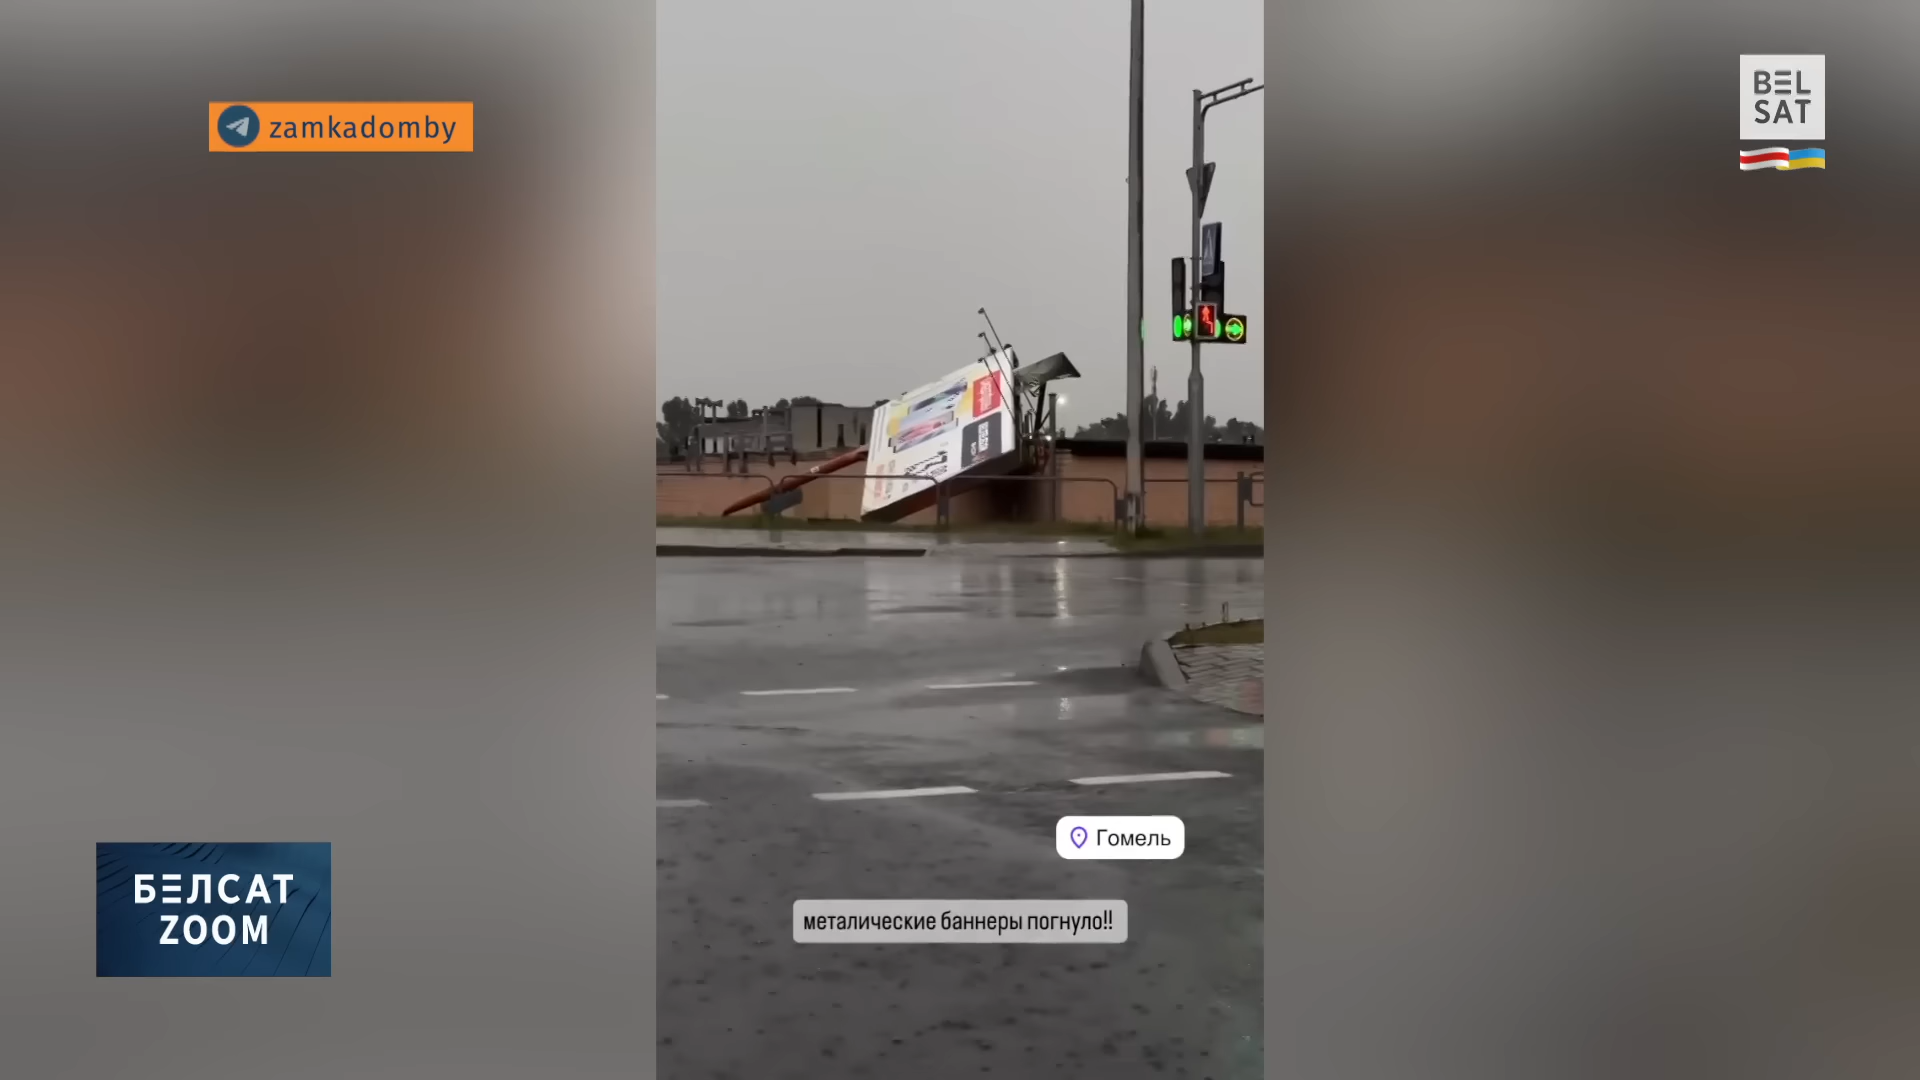 zamkadomby
BEL
SAT
Гомель
металические баннеры погнуло!!
БЕЛСАТ
ZOOM